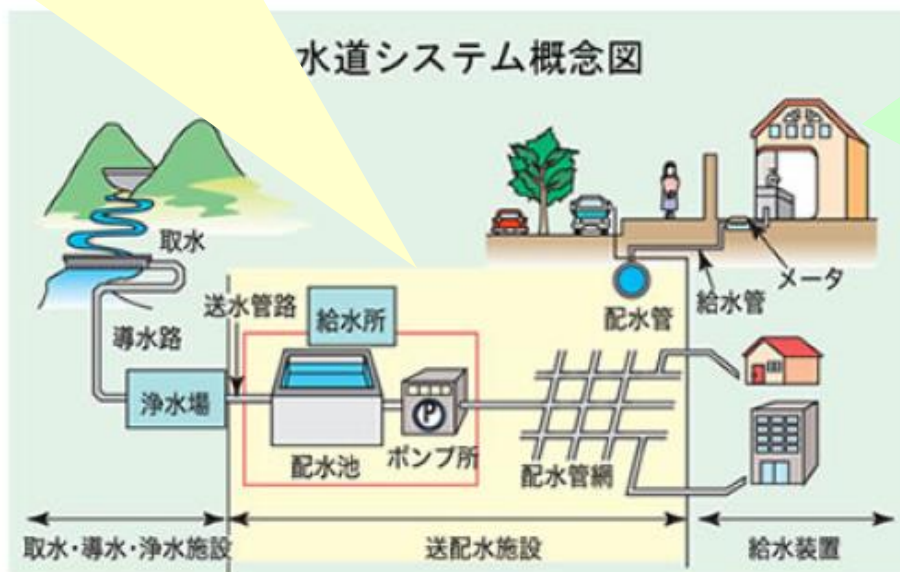 水道システム概念図
取水
メータ
送水管路
給水所
配水管
給水管
導水路
浄水場
P
配水池
ポンプ所
配水管網
取水・導水・浄水施設
送配水施設
給水装置